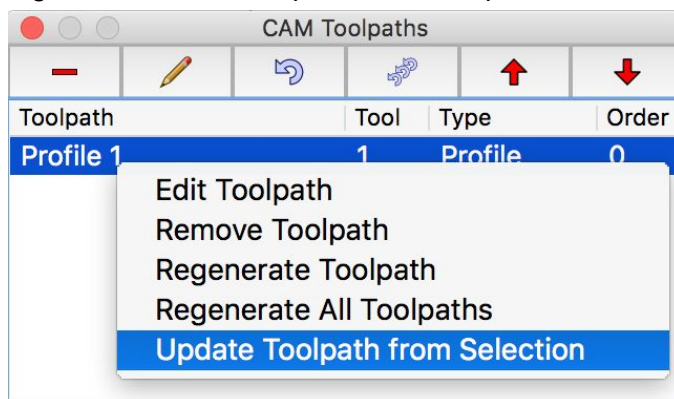 CAM Toolpaths
Toolpath Tool Type Order
Profile 1 1 Profile 0
Edit Toolpath
Remove Toolpath
Regenerate Toolpath
Regenerate All Toolpaths
Update Toolpath from Selection